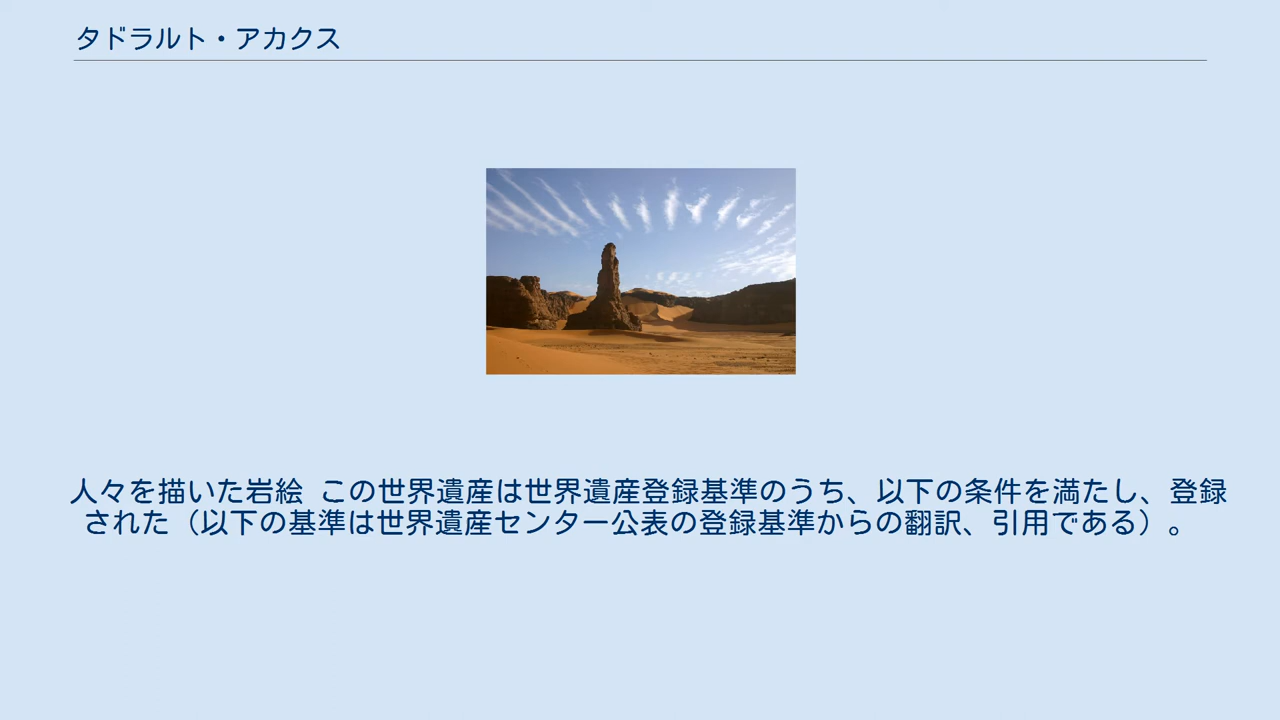 タドラルト・アカクス
人々を描いた岩絵 この世界遺産は世界遺産登録基準のうち、以下の条件を満たし、登録
された（以下の基準は世界遺産センター公表の登録基準からの翻訳、引用である）。